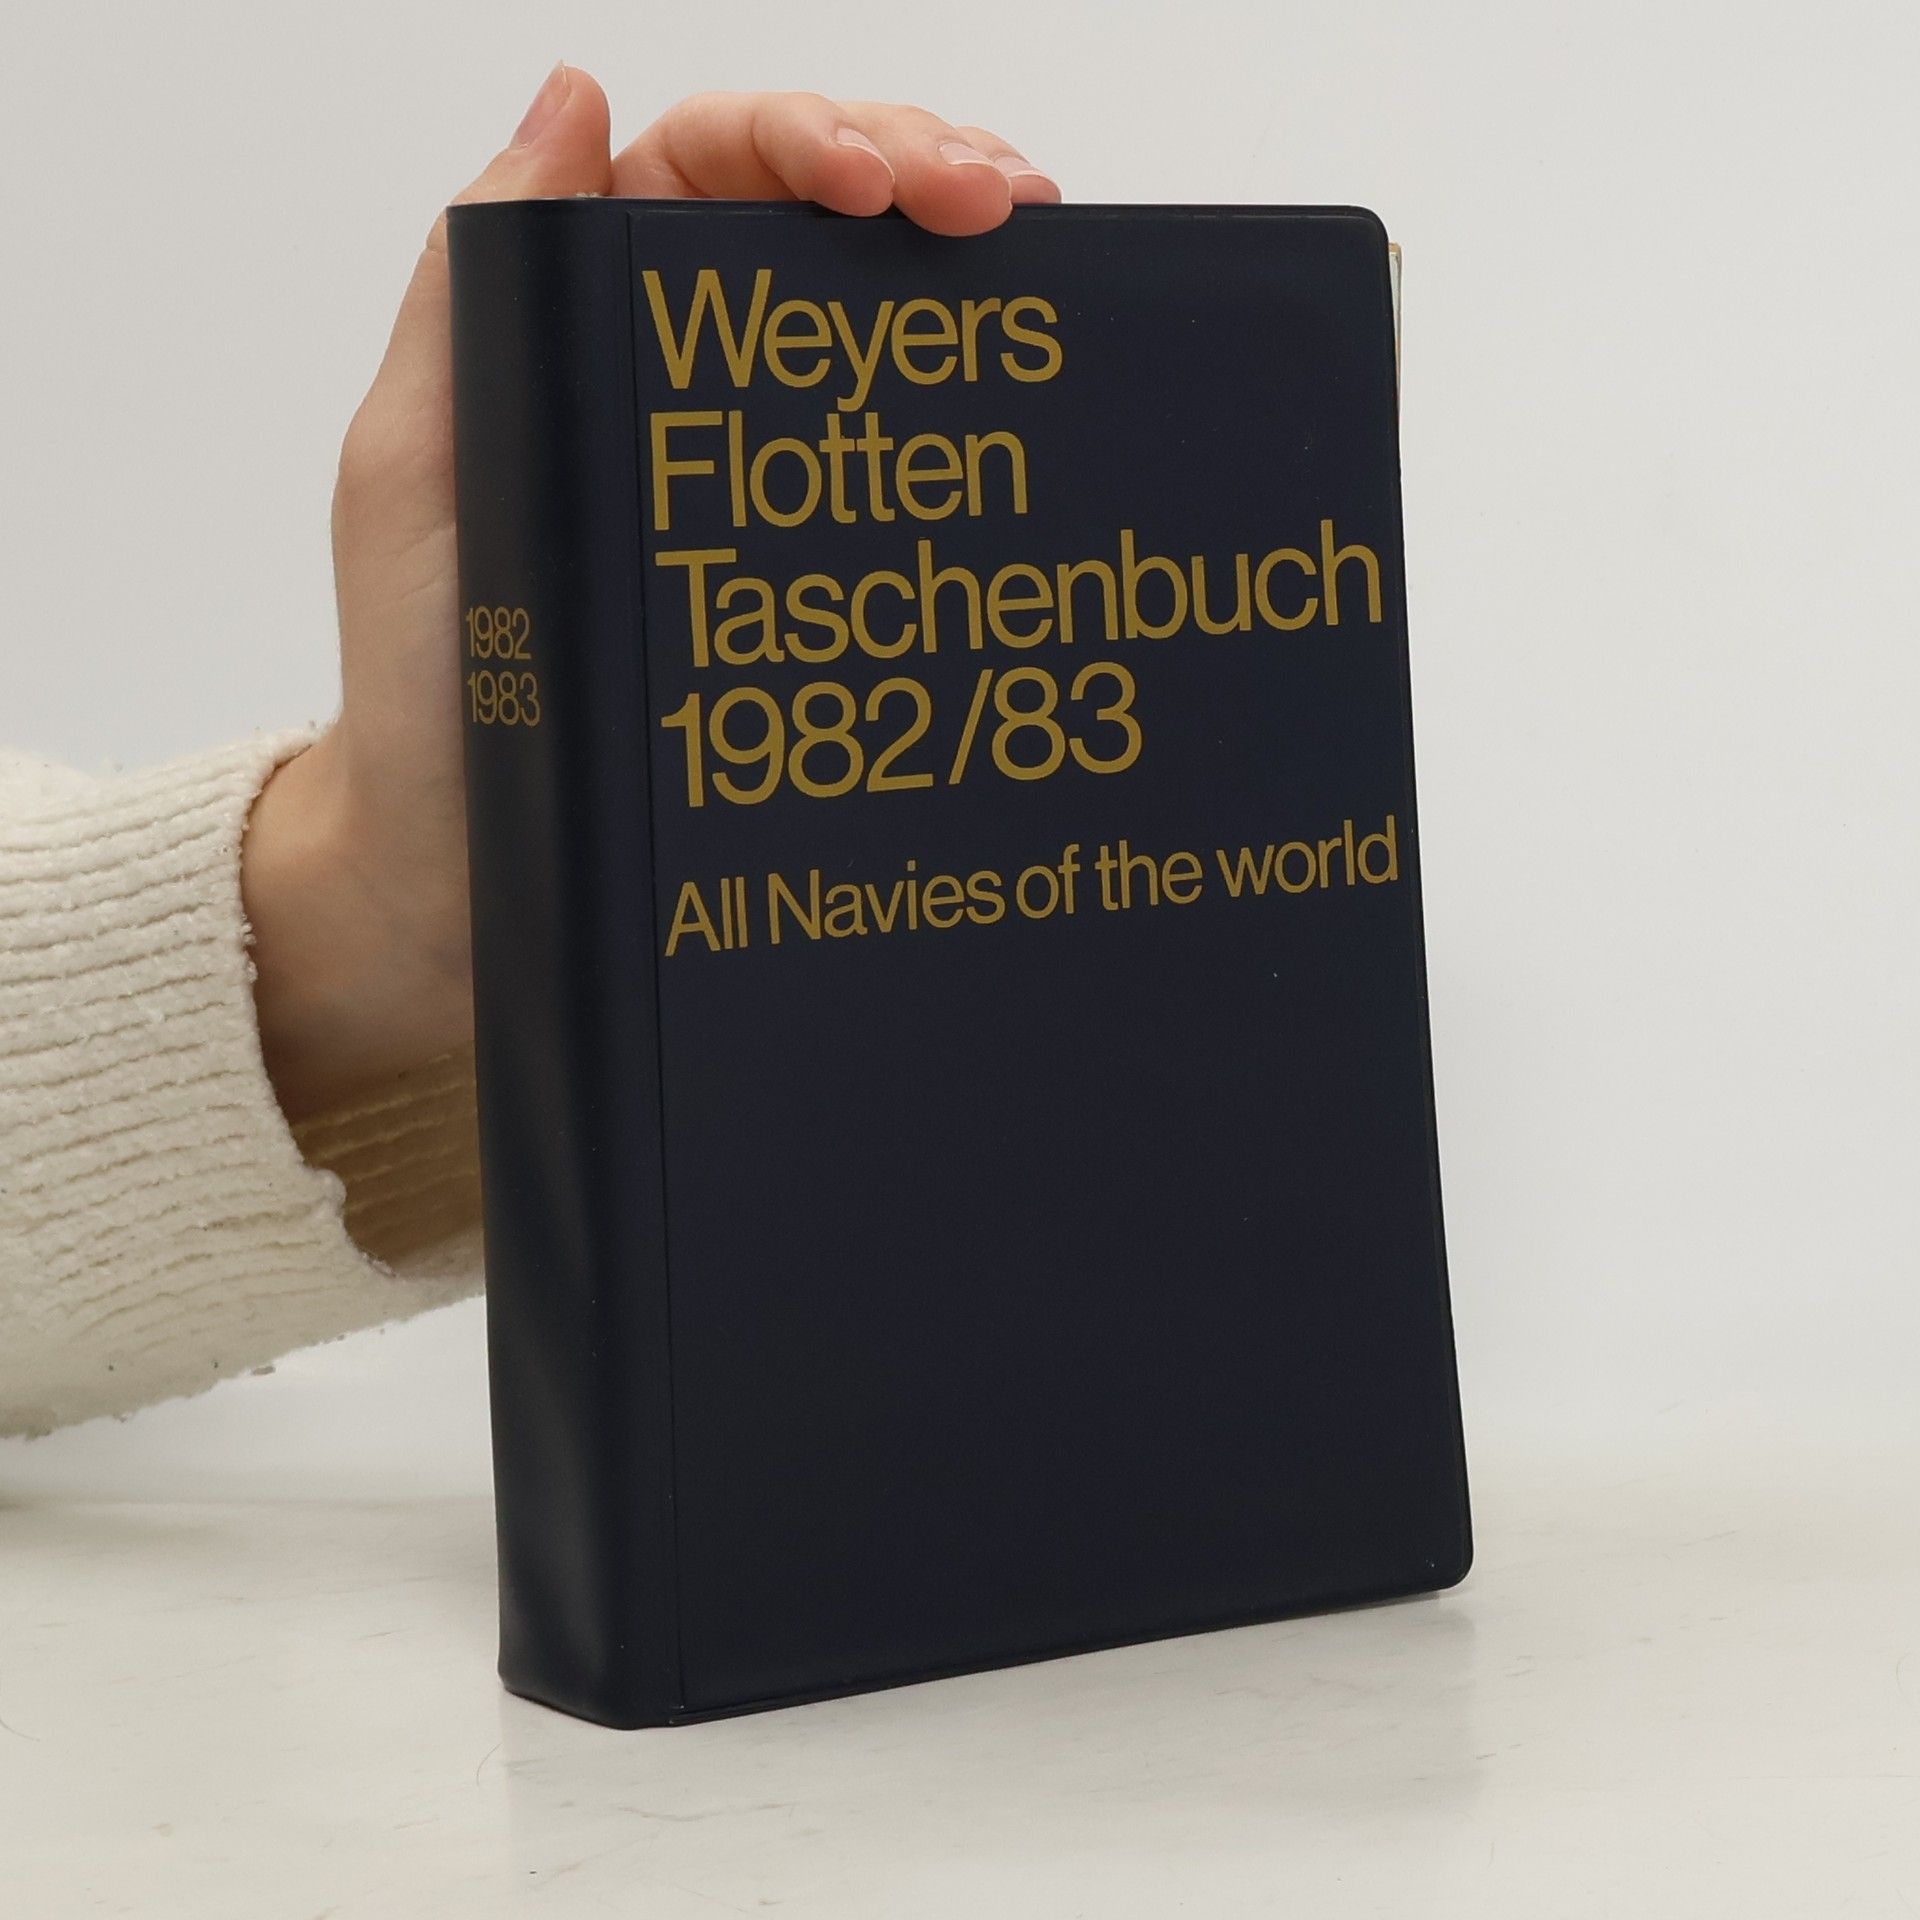 1982
1983
Weyers
Flotten
Taschenbuch
1982/83
All Navies of the world